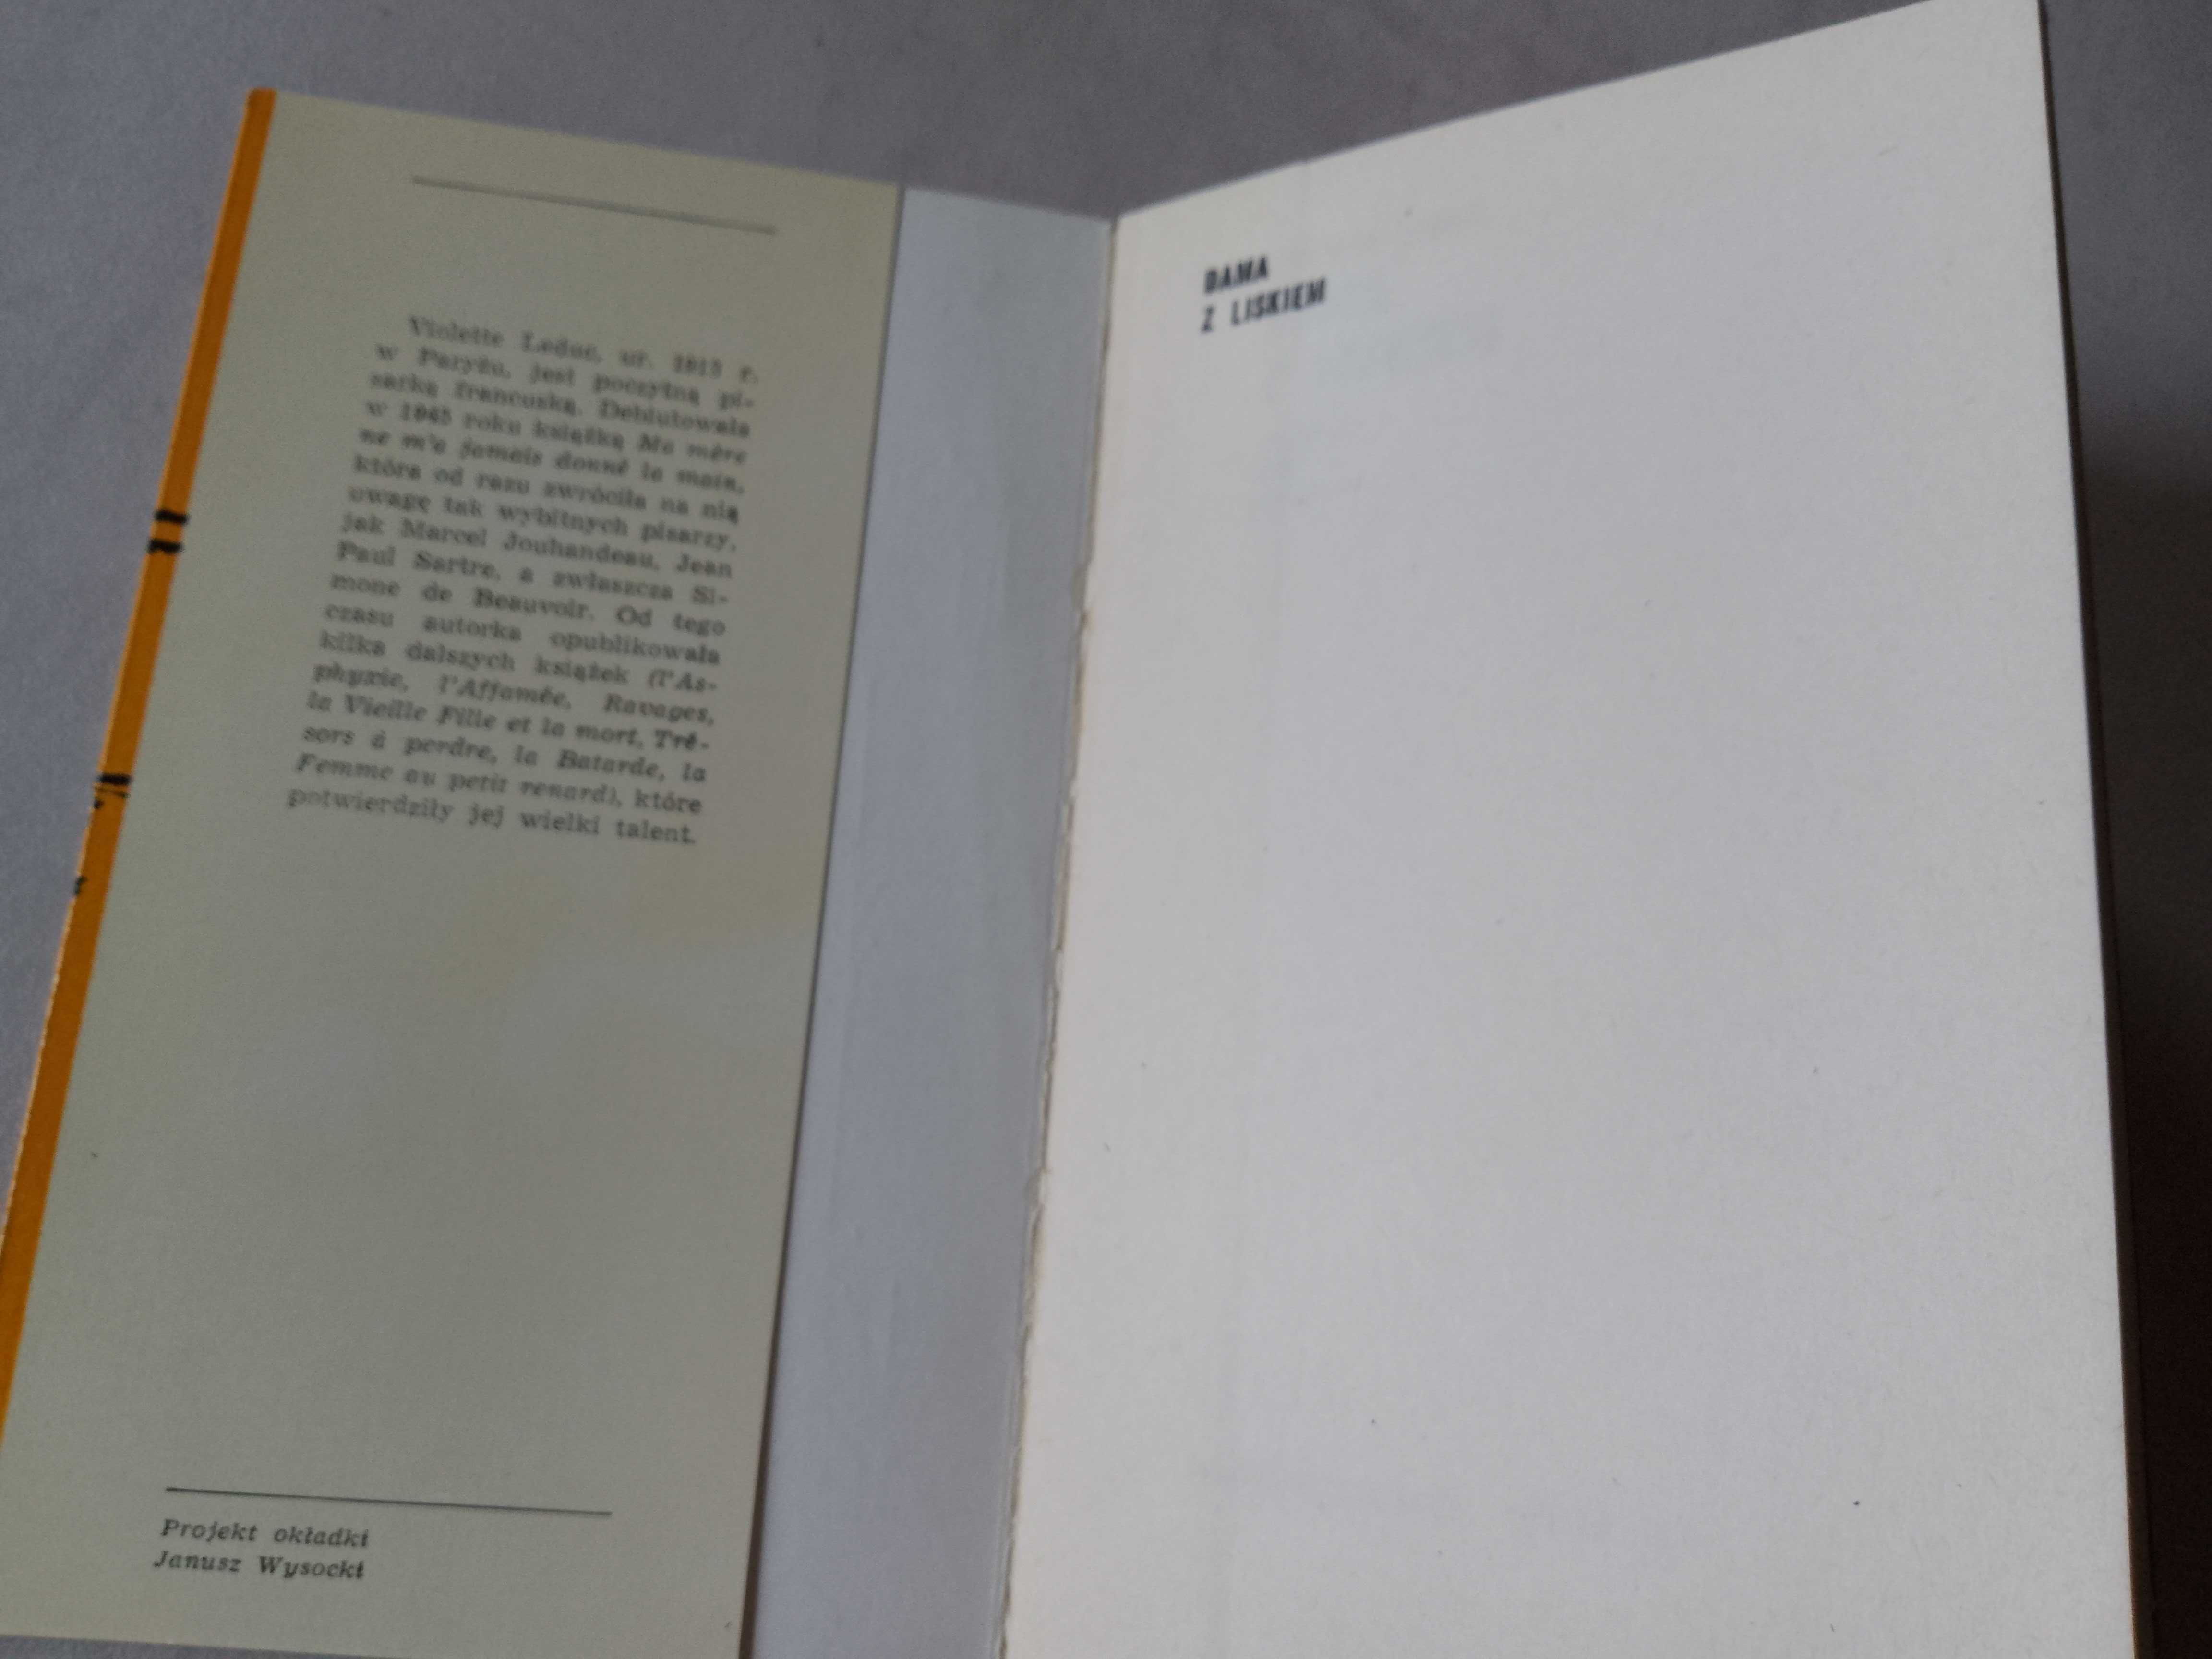 Violette Leduc, ur. 1913 r.
w Paryżu, jest poczytną pi-
sarką francuską. Debiutowała
w 1945 roku książką Ma mère
ne m'a jamais donné la main,
która od razu zwróciła na nią
uwagę tak wybitnych pisarzy,
jak Marcel Jouhandeau, Jean
Paul Sartre, a zwłaszcza Si-
mone de Beauvoir. Od tego
czasu autorka opublikowała
kilka dalszych książek (l'As-
phyxie, l'Affamée, Ravages,
la Vieille Fille et la mort, Tré-
sors à perdre, la Batarde, la
Femme au petit renard), które
potwierdziły jej wielki talent.
Projekt okładki
Janusz Wysocki
DAMA
Z LISKIEM